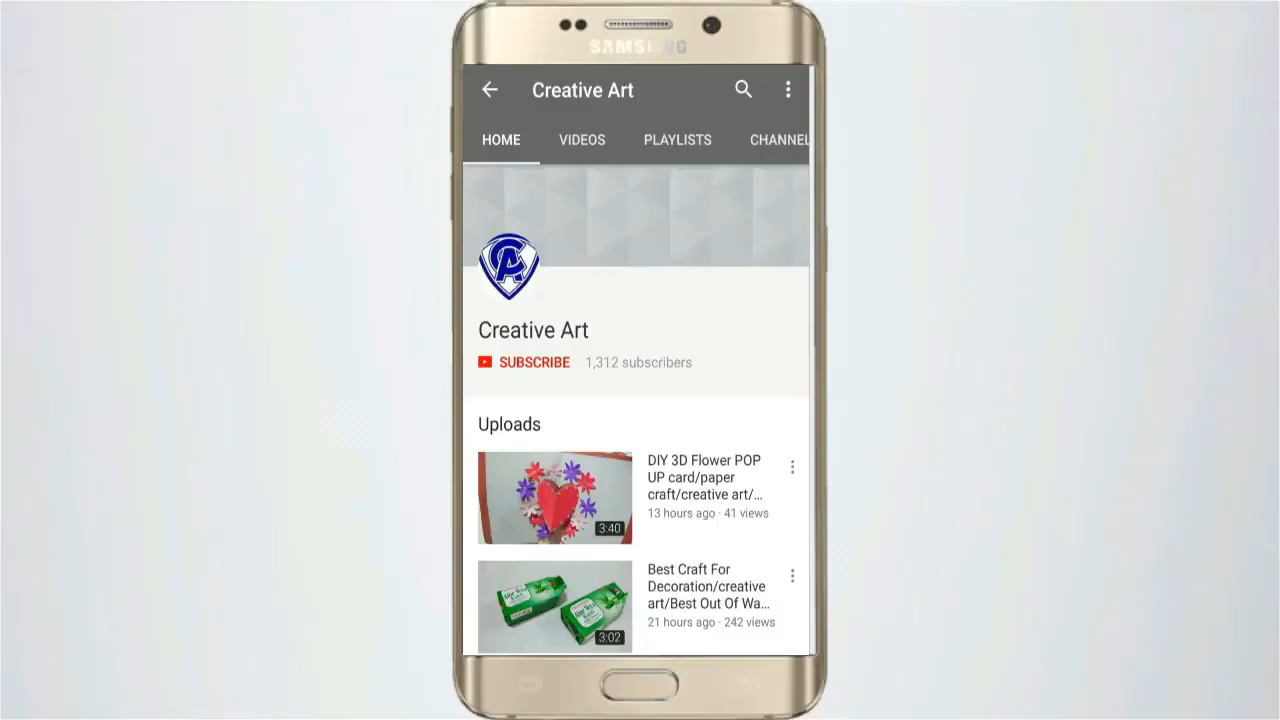 SAMSUNG
Creative Art
HOME VIDEOS PLAYLISTS CHANNEL
CA
Creative Art
SUBSCRIBE 1,312 subscribers
Uploads
DIY 3D Flower POP
UP card/paper
craft/creative art/...
13 hours ago · 41 views
3:40
Best Craft For
Decoration/creative
art/Best Out Of Wa...
21 hours ago · 242 views
3:02